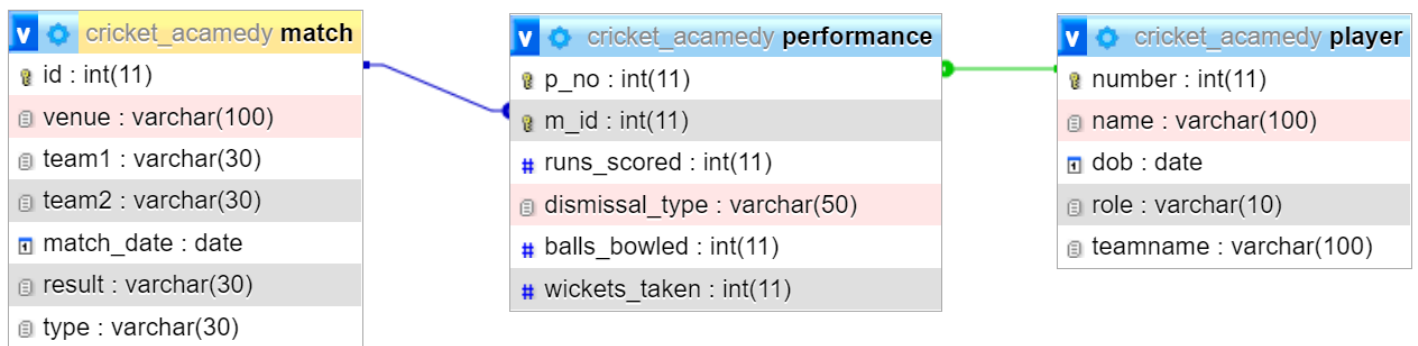 v cricket_acamedy match
id : int(11)
venue : varchar(100)
team1 : varchar(30)
team2 : varchar(30)
match_date : date
result : varchar(30)
type : varchar(30)
v cricket_acamedy performance
p_no : int(11)
m_id : int(11)
# runs_scored : int(11)
dismissal_type : varchar(50)
# balls_bowled : int(11)
# wickets_taken : int(11)
v cricket_acamedy player
number : int(11)
name : varchar(100)
dob : date
role : varchar(10)
teamname : varchar(100)